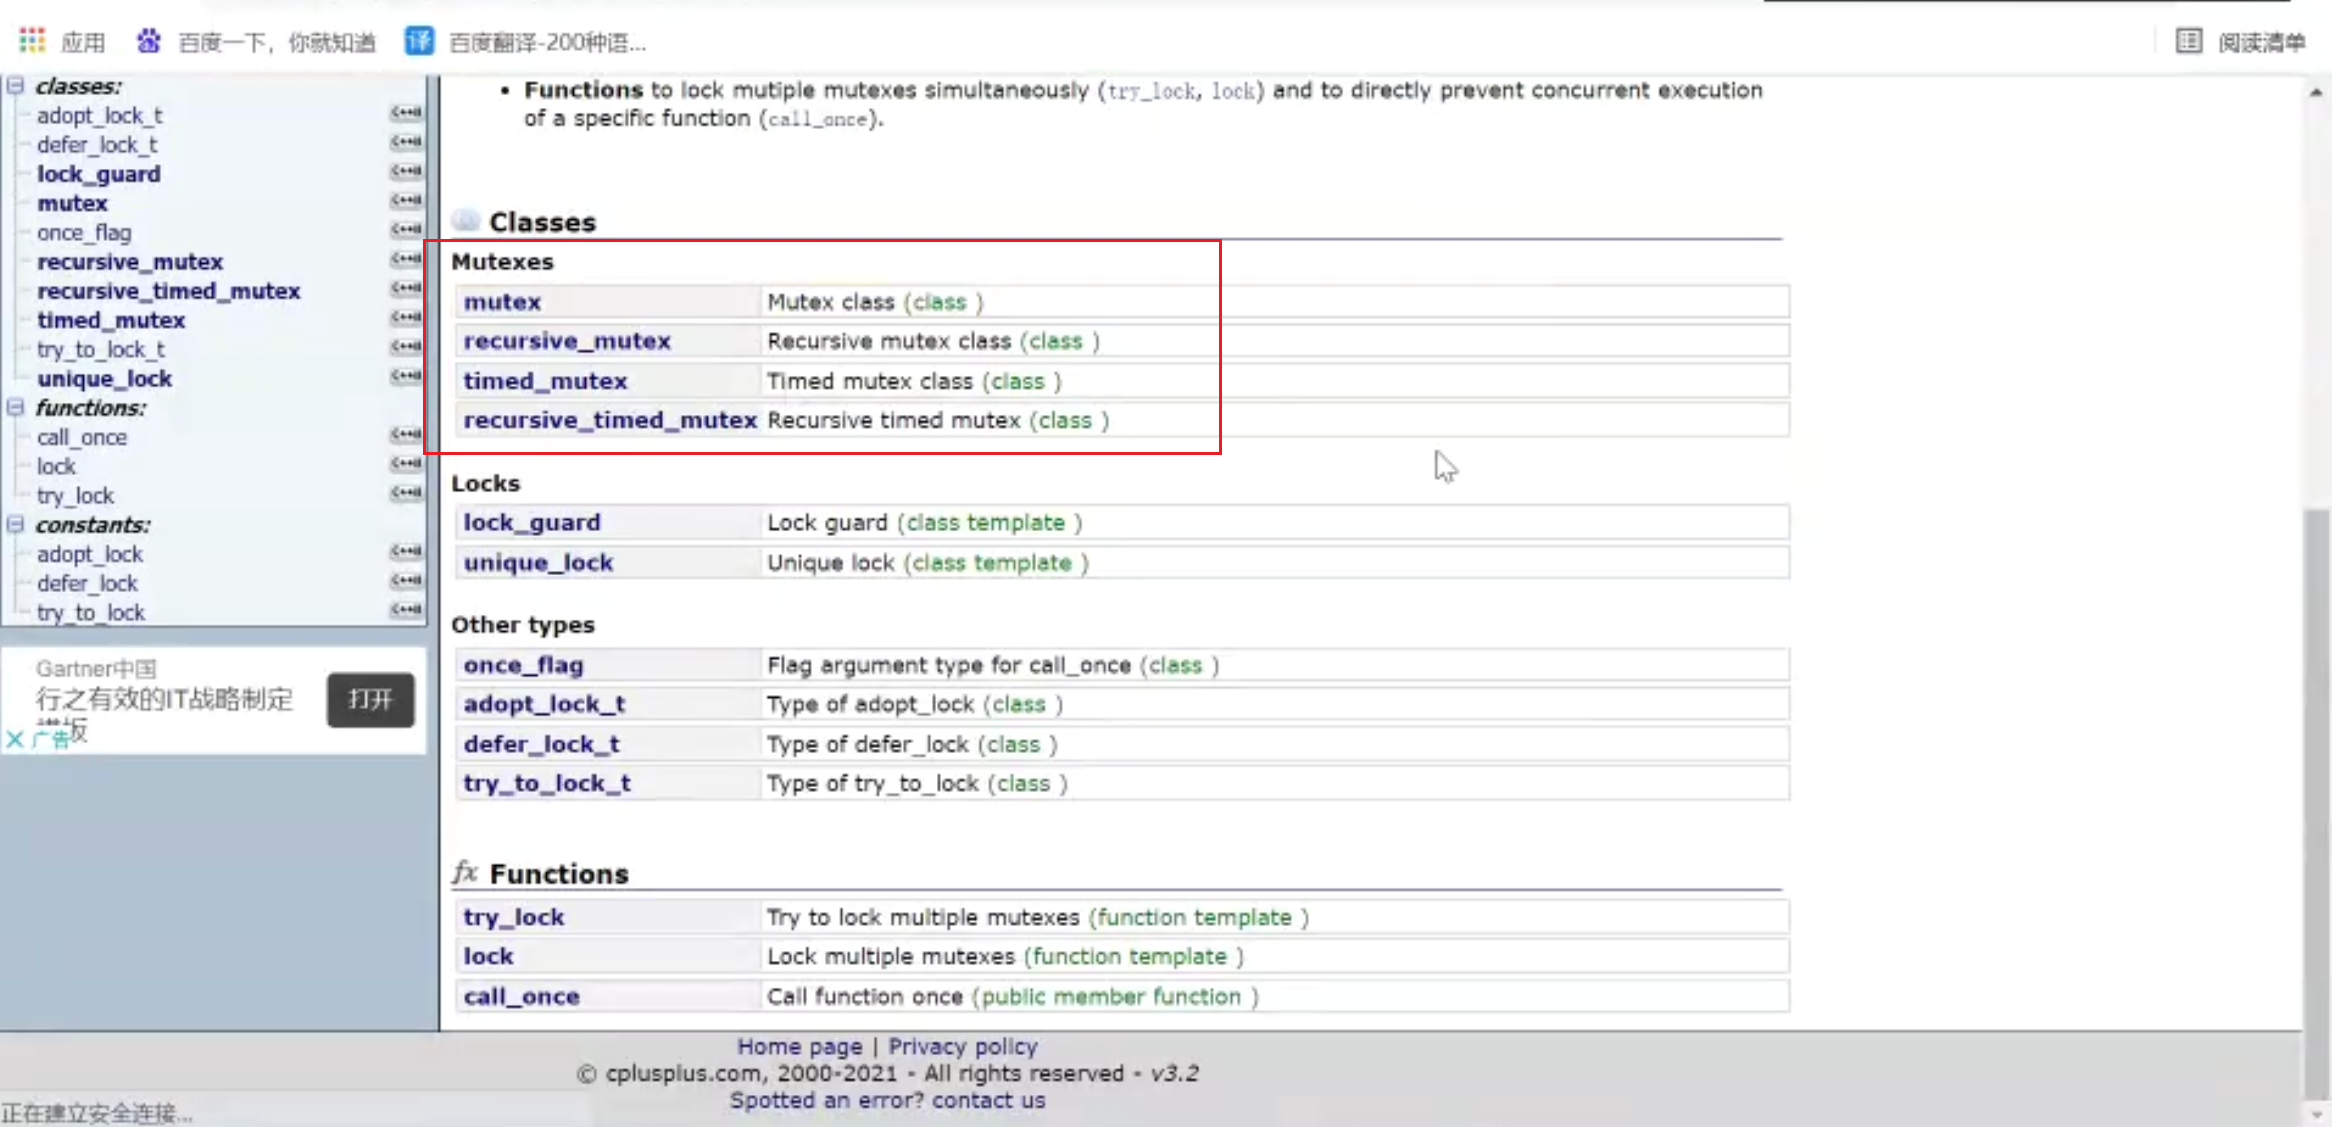 应用 百度一下，你就知道 译 百度翻译-200种语... 阅读清单
classes:
adopt_lock_t
defer_lock_t
lock_guard
mutex
once_flag
recursive_mutex
recursive_timed_mutex
timed_mutex
try_to_lock_t
unique_lock
functions:
call_once
lock
try_lock
constants:
adopt_lock
defer_lock
try_to_lock
Gartner中国
行之有效的IT战略制定
模板
打开
广告
• Functions to lock mutiple mutexes simultaneously (try_lock, lock) and to directly prevent concurrent execution
of a specific function (call_once).
Classes
Mutexes
mutex Mutex class (class )
recursive_mutex Recursive mutex class (class )
timed_mutex Timed mutex class (class )
recursive_timed_mutex Recursive timed mutex (class )
Locks
lock_guard Lock guard (class template )
unique_lock Unique lock (class template )
Other types
once_flag Flag argument type for call_once (class )
adopt_lock_t Type of adopt_lock (class )
defer_lock_t Type of defer_lock (class )
try_to_lock_t Type of try_to_lock (class )
fx Functions
try_lock Try to lock multiple mutexes (function template )
lock Lock multiple mutexes (function template )
call_once Call function once (public member function )
Home page | Privacy policy
© cplusplus.com, 2000-2021 - All rights reserved - v3.2
Spotted an error? contact us
正在建立安全连接...